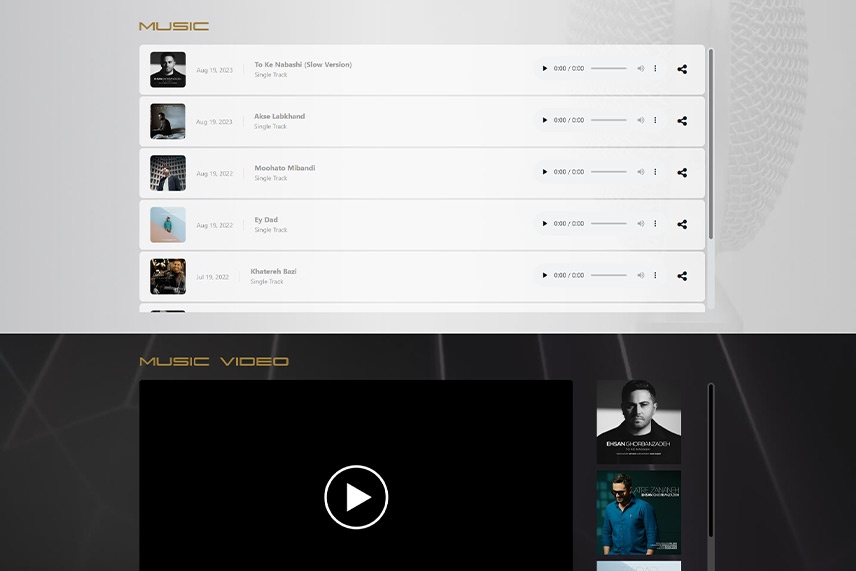 MUSIC
Aug 19, 2023
To Ke Nabashi (Slow Version)
Single Track
0:00 / 0:00
Aug 19, 2023
Akse Labkhand
Single Track
0:00 / 0:00
Aug 19, 2022
Moohato Mibandi
Single Track
0:00 / 0:00
Aug 19, 2022
Ey Dad
Single Track
0:00 / 0:00
Jul 19, 2022
Khatereh Bazi
Single Track
0:00 / 0:00
MUSIC VIDEO
EHSAN GHORBANZADEH
TO KE NABASHI
ATRE ZANANEH